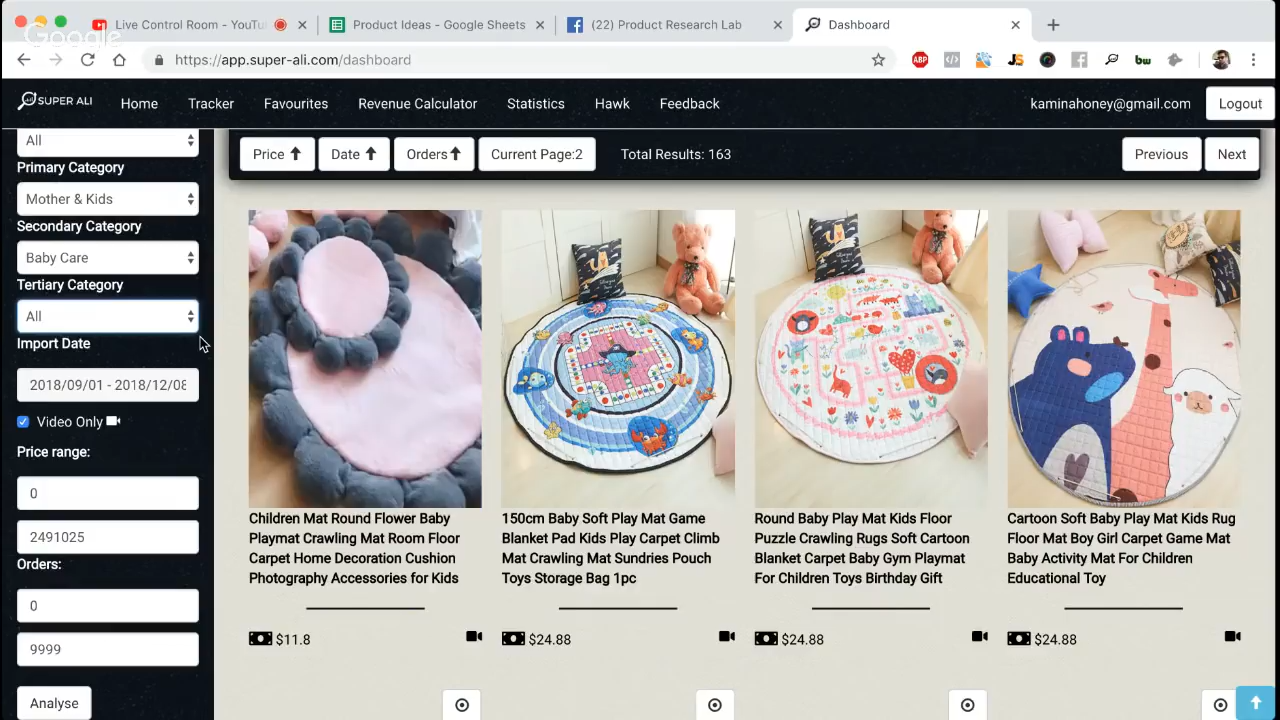 Live Control Room - YouTu
Product Ideas - Google Sheets
(22) Product Research Lab
Dashboard
Google
https://app.super-ali.com/dashboard
ABP
JS
bw
SUPER ALI
Home
Tracker
Favourites
Revenue Calculator
Statistics
Hawk
Feedback
kaminahoney@gmail.com
Logout
All
Primary Category
Mother & Kids
Secondary Category
Baby Care
Tertiary Category
All
Import Date
2018/09/01 - 2018/12/08
Video Only
Price range:
0
2491025
Orders:
0
9999
Analyse
Price
Date
Orders
Current Page:2
Total Results: 163
Previous
Next
Children Mat Round Flower Baby
Playmat Crawling Mat Room Floor
Carpet Home Decoration Cushion
Photography Accessories for Kids
$11.8
150cm Baby Soft Play Mat Game
Blanket Pad Kids Play Carpet Climb
Mat Crawling Mat Sundries Pouch
Toys Storage Bag 1pc
$24.88
Round Baby Play Mat Kids Floor
Puzzle Crawling Rugs Soft Cartoon
Blanket Carpet Baby Gym Playmat
For Children Toys Birthday Gift
$24.88
Cartoon Soft Baby Play Mat Kids Rug
Floor Mat Boy Girl Carpet Game Mat
Baby Activity Mat For Children
Educational Toy
$24.88